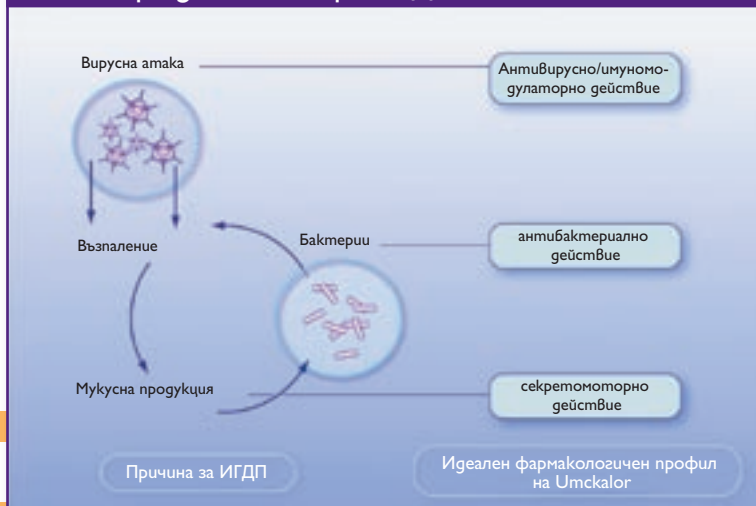 Вирусна атака
Антивирусно/имуномо-
дулаторно действие
Възпаление
Бактерии
антибактериално
действие
Мукусна продукция
секретомоторно
действие
Причина за ИГДП
Идеален фармакологичен профил
на Umckalor